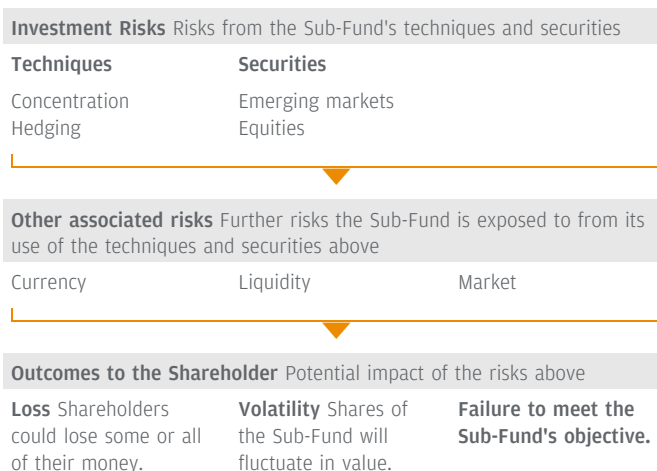 Investment Risks Risks from the Sub-Fund's techniques and securities
Techniques Securities
Concentration Emerging markets
Hedging Equities
Other associated risks Further risks the Sub-Fund is exposed to from its
use of the techniques and securities above
Currency Liquidity Market
Outcomes to the Shareholder Potential impact of the risks above
Loss Shareholders
could lose some or all
of their money.
Volatility Shares of
the Sub-Fund will
fluctuate in value.
Failure to meet the
Sub-Fund's objective.